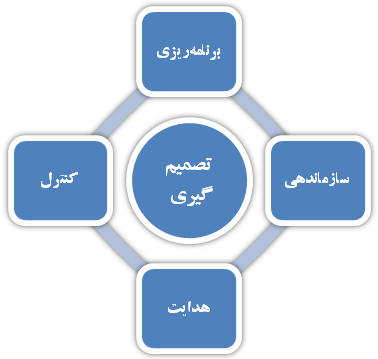 برنامه‌ریزی
تصمیم
گیری
سازماندهی
کنترل
هدایت